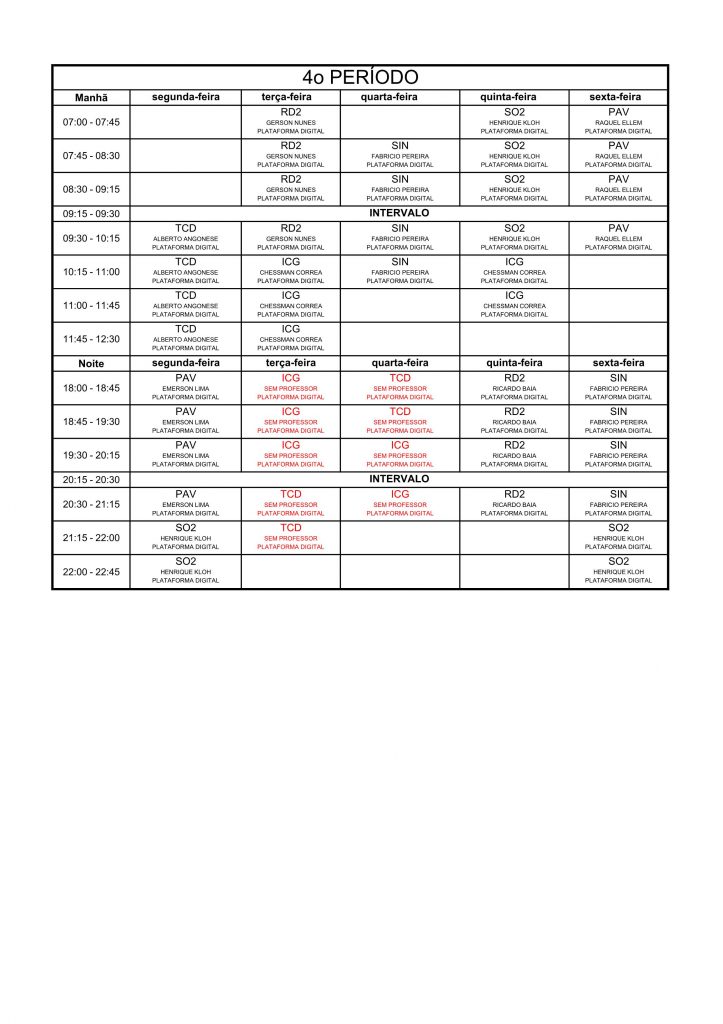 4o PERÍODO
Manhã segunda-feira terça-feira quarta-feira quinta-feira sexta-feira
RD2 SO2 PAV
07:00 - 07:45 GERSON NUNES HENRIQUE KLOH RAQUEL ELLEM
PLATAFORMA DIGITAL PLATAFORMA DIGITAL PLATAFORMA DIGITAL
RD2 SIN SO2 PAV
07:45 - 08:30 GERSON NUNES FABRICIO PEREIRA HENRIQUE KLOH RAQUEL ELLEM
PLATAFORMA DIGITAL PLATAFORMA DIGITAL PLATAFORMA DIGITAL PLATAFORMA DIGITAL
RD2 SIN SO2 PAV
08:30 - 09:15 GERSON NUNES FABRICIO PEREIRA HENRIQUE KLOH RAQUEL ELLEM
PLATAFORMA DIGITAL PLATAFORMA DIGITAL PLATAFORMA DIGITAL PLATAFORMA DIGITAL
09:15 - 09:30 INTERVALO
TCD RD2 SIN SO2 PAV
09:30 - 10:15 ALBERTO ANGONESE GERSON NUNES FABRICIO PEREIRA HENRIQUE KLOH RAQUEL ELLEM
PLATAFORMA DIGITAL PLATAFORMA DIGITAL PLATAFORMA DIGITAL PLATAFORMA DIGITAL PLATAFORMA DIGITAL
TCD ICG SIN ICG
10:15 - 11:00 ALBERTO ANGONESE CHESSMAN CORREA FABRICIO PEREIRA CHESSMAN CORREA
PLATAFORMA DIGITAL PLATAFORMA DIGITAL PLATAFORMA DIGITAL PLATAFORMA DIGITAL
TCD ICG ICG
11:00 - 11:45 ALBERTO ANGONESE CHESSMAN CORREA CHESSMAN CORREA
PLATAFORMA DIGITAL PLATAFORMA DIGITAL PLATAFORMA DIGITAL
TCD ICG
11:45 - 12:30 ALBERTO ANGONESE CHESSMAN CORREA
PLATAFORMA DIGITAL PLATAFORMA DIGITAL
Noite segunda-feira terça-feira quarta-feira quinta-feira sexta-feira
PAV ICG TCD RD2 SIN
18:00 - 18:45 EMERSON LIMA SEM PROFESSOR SEM PROFESSOR RICARDO BAIA FABRICIO PEREIRA
PLATAFORMA DIGITAL PLATAFORMA DIGITAL PLATAFORMA DIGITAL PLATAFORMA DIGITAL PLATAFORMA DIGITAL
PAV ICG TCD RD2 SIN
18:45 - 19:30 EMERSON LIMA SEM PROFESSOR SEM PROFESSOR RICARDO BAIA FABRICIO PEREIRA
PLATAFORMA DIGITAL PLATAFORMA DIGITAL PLATAFORMA DIGITAL PLATAFORMA DIGITAL PLATAFORMA DIGITAL
PAV ICG ICG RD2 SIN
19:30 - 20:15 EMERSON LIMA SEM PROFESSOR SEM PROFESSOR RICARDO BAIA FABRICIO PEREIRA
PLATAFORMA DIGITAL PLATAFORMA DIGITAL PLATAFORMA DIGITAL PLATAFORMA DIGITAL PLATAFORMA DIGITAL
20:15 - 20:30 INTERVALO
PAV TCD ICG RD2 SIN
20:30 - 21:15 EMERSON LIMA SEM PROFESSOR SEM PROFESSOR RICARDO BAIA FABRICIO PEREIRA
PLATAFORMA DIGITAL PLATAFORMA DIGITAL PLATAFORMA DIGITAL PLATAFORMA DIGITAL PLATAFORMA DIGITAL
SO2 TCD SO2
21:15 - 22:00 HENRIQUE KLOH SEM PROFESSOR HENRIQUE KLOH
PLATAFORMA DIGITAL PLATAFORMA DIGITAL PLATAFORMA DIGITAL
SO2 SO2
22:00 - 22:45 HENRIQUE KLOH HENRIQUE KLOH
PLATAFORMA DIGITAL PLATAFORMA DIGITAL